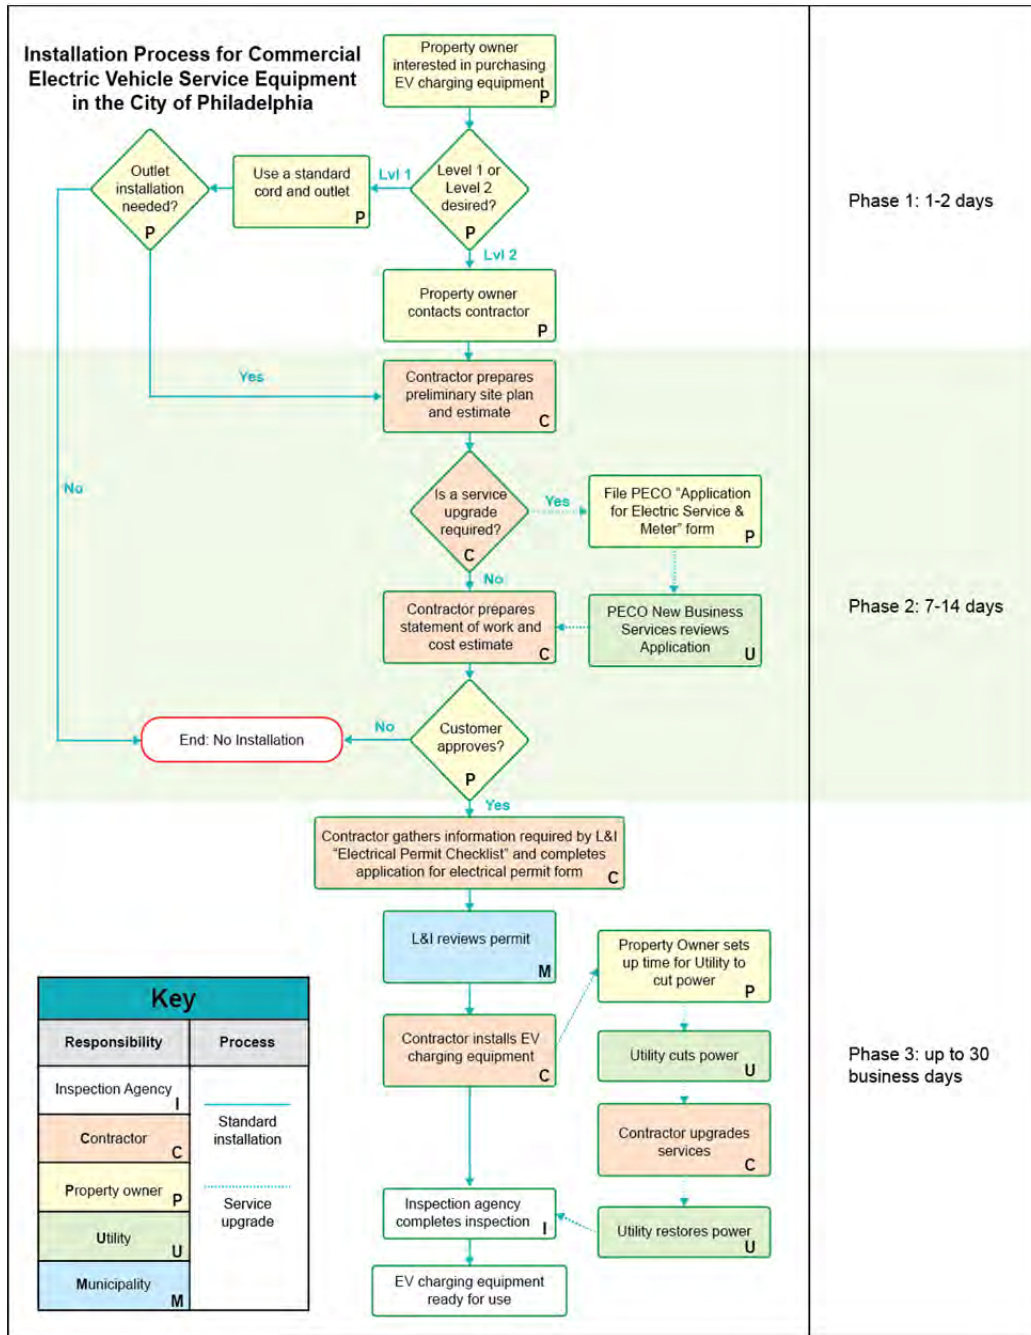 Installation Process for Commercial
Electric Vehicle Service Equipment
in the City of Philadelphia
Property owner
interested in purchasing
EV charging equipment
P
Level 1 or
Level 2
desired?
P
Lvl 1
Use a standard
cord and outlet
P
Outlet
installation
needed?
P
Lvl 2
Property owner
contacts contractor
P
Phase 1: 1-2 days
Yes
Contractor prepares
preliminary site plan
and estimate
C
No
Is a service
upgrade
required?
C
Yes
File PECO "Application
for Electric Service &
Meter" form
P
No
Contractor prepares
statement of work and
cost estimate
C
PECO New Business
Services reviews
Application
U
Phase 2: 7-14 days
Customer
approves?
P
No
End: No Installation
Yes
Contractor gathers information required by L&I
"Electrical Permit Checklist" and completes
application for electrical permit form
C
L&I reviews permit
M
Contractor installs EV
charging equipment
C
Property Owner sets
up time for Utility to
cut power
P
Utility cuts power
U
Contractor upgrades
services
C
Utility restores power
U
Inspection agency
completes inspection
I
EV charging equipment
ready for use
Phase 3: up to 30
business days
Key
Responsibility
Process
Inspection Agency
I
Contractor
C
Property owner
P
Utility
U
Municipality
M
Standard
installation
Service
upgrade